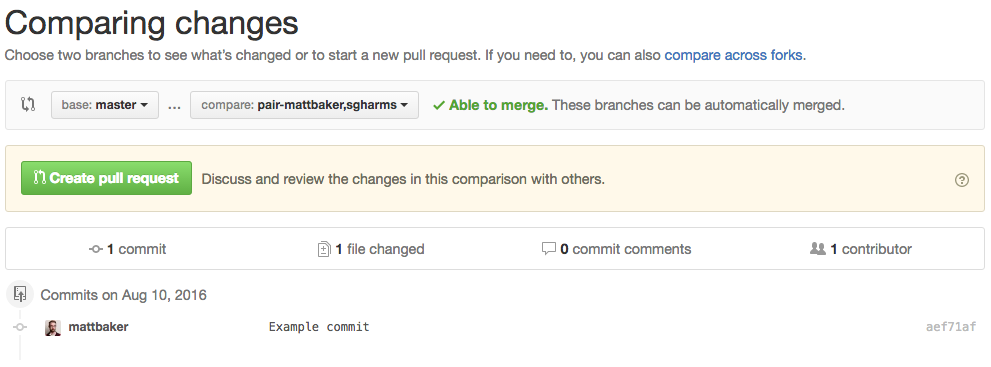 Comparing changes
Choose two branches to see what's changed or to start a new pull request. If you need to, you can also compare across forks.
base: master ... compare: pair-mattbaker,sgharms Able to merge. These branches can be automatically merged.
Create pull request Discuss and review the changes in this comparison with others. ?
1 commit 1 file changed 0 commit comments 1 contributor
Commits on Aug 10, 2016
mattbaker Example commit aef71af